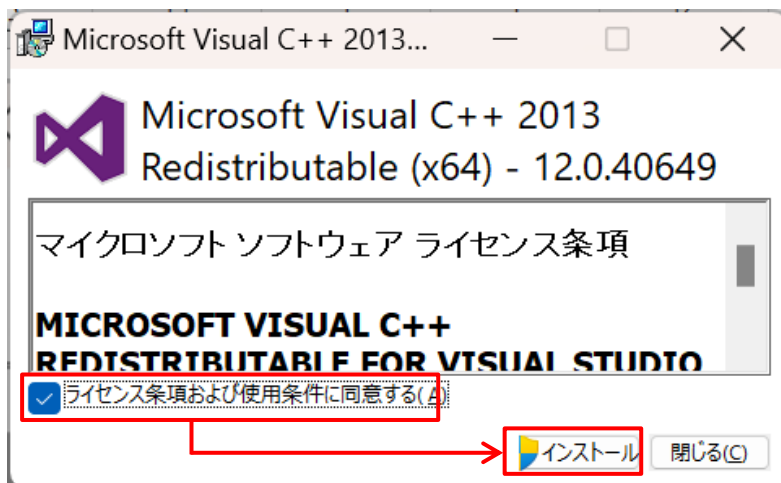 Microsoft Visual C++ 2013...
Microsoft Visual C++ 2013
Redistributable (x64) - 12.0.40649
マイクロソフト ソフトウェア ライセンス条項
MICROSOFT VISUAL C++
REDISTRIBUTABLE FOR VISUAL STUDIO
ライセンス条項および使用条件に同意する(A)
インストール 閉じる(C)